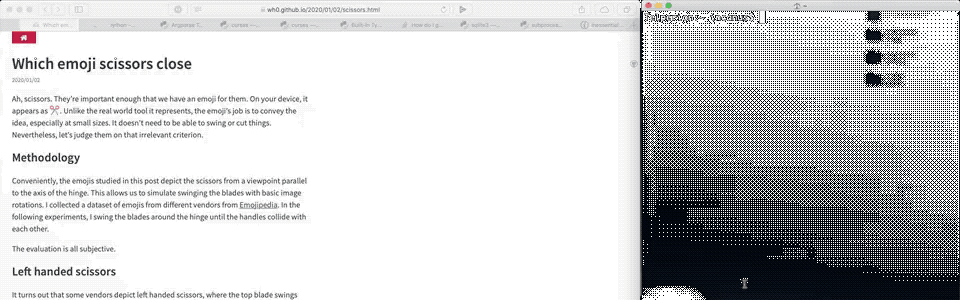 wh0.github.io/2020/01/02/scissors.html
Which emoji scissors close
2020/01/02
Ah, scissors. They're important enough that we have an emoji for them. On your device, it
appears as ✂️. Unlike the real world tool it represents, the emoji's job is to convey the
idea, especially at small sizes. It doesn't need to be able to swing or cut things.
Nevertheless, let's judge them on that irrelevant criterion.
Methodology
Conveniently, the emojis studied in this post depict the scissors from a viewpoint parallel
to the axis of the hinge. This allows us to simulate swinging the blades with basic image
rotations. I collected a dataset of emojis from different vendors from Emojipedia. In the
following experiments, I swing the blades around the hinge until the handles collide with
each other.
The evaluation is all subjective.
Left handed scissors
It turns out that some vendors depict left handed scissors, where the top blade swings